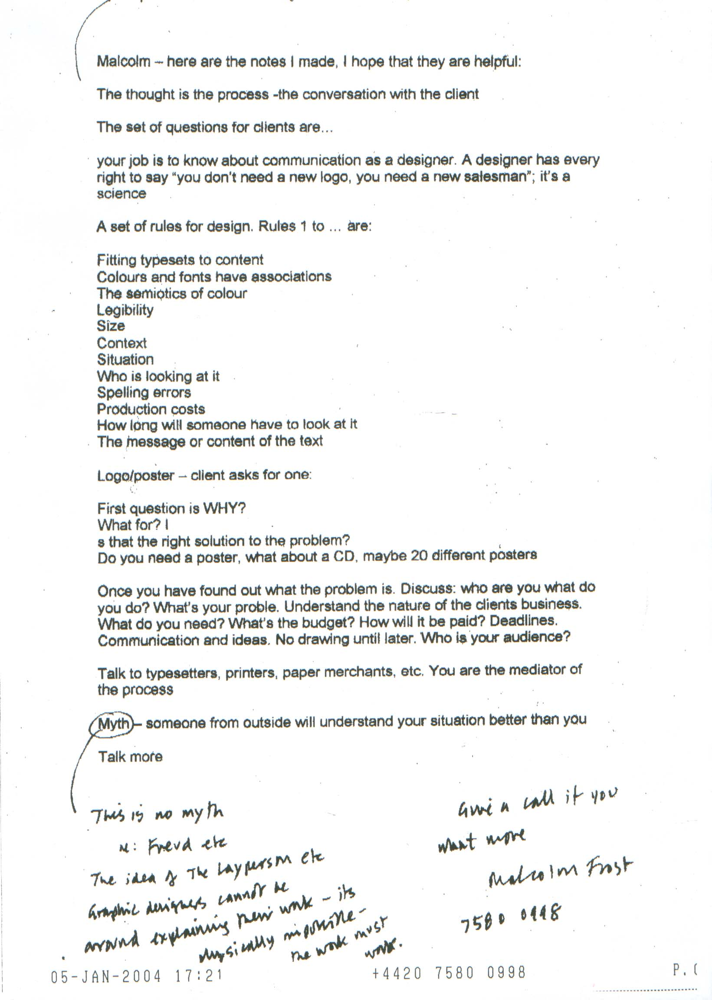 Malcolm – here are the notes I made, I hope that they are helpful:
The thought is the process -the conversation with the client
The set of questions for clients are...
your job is to know about communication as a designer. A designer has every
right to say “you don't need a new logo, you need a new salesman”; it's a
science
A set of rules for design. Rules 1 to ... are:
Fitting typesets to content
Colours and fonts have associations
The semiotics of colour
Legibility
Size
Context
Situation
Who is looking at it
Spelling errors
Production costs
How long will someone have to look at it
The message or content of the text
Logo/poster – client asks for one:
First question is WHY?
What for? I
s that the right solution to the problem?
Do you need a poster, what about a CD, maybe 20 different posters
Once you have found out what the problem is. Discuss: who are you what do
you do? What's your proble. Understand the nature of the clients business.
What do you need? What's the budget? How will it be paid? Deadlines.
Communication and ideas. No drawing until later. Who is your audience?
Talk to typesetters, printers, paper merchants, etc. You are the mediator of
the process
Myth – someone from outside will understand your situation better than you
Talk more
This is no myth
: Freud etc
The idea of The Layperson etc
Graphic designers cannot be
around explaining their work – its
physically impossible –
the work must
work.
Give a call if you
want more
Malcolm Frost
7580 0998
05-JAN-2004 17:21
+4420 7580 0998
P.